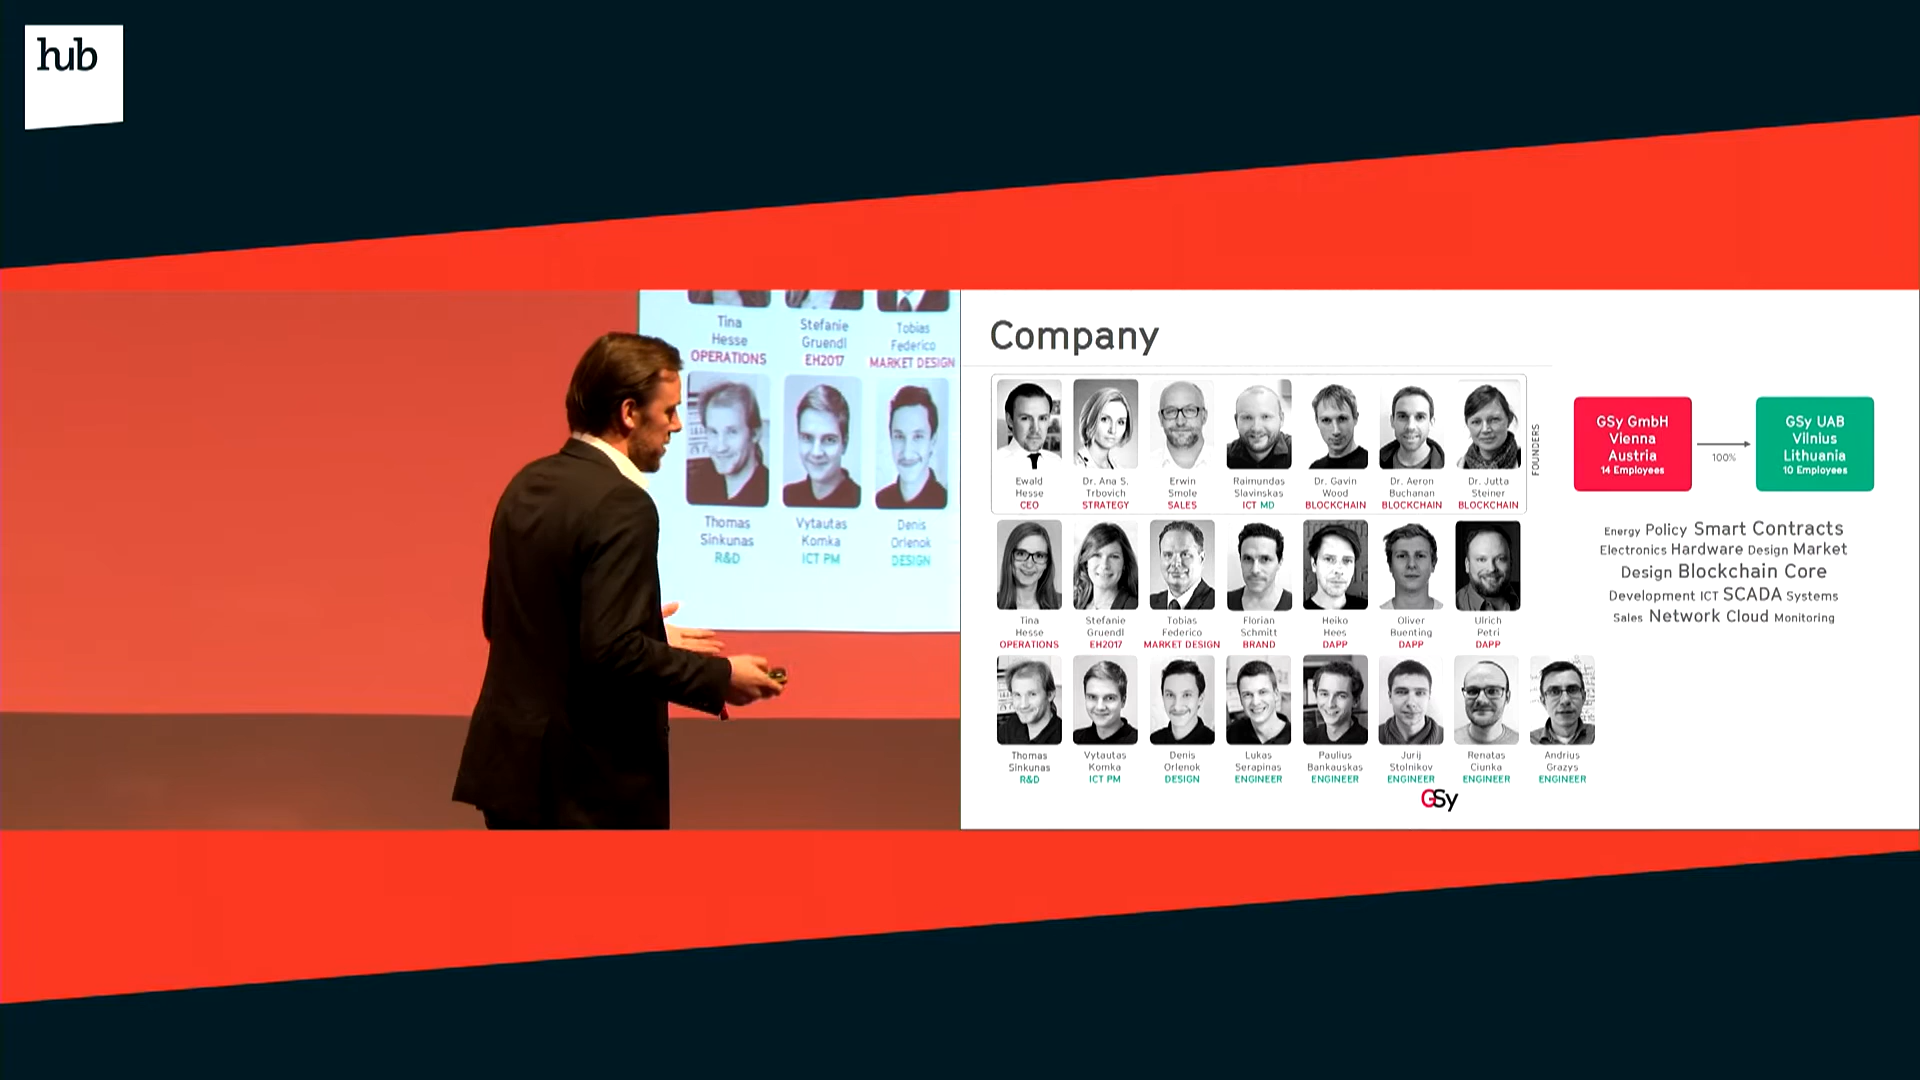 hub
Tina
Hesse
OPERATIONS
Stefanie
Gruendl
EH2017
Tobias
Federico
MARKET DESIGN
Thomas
Sinkunas
R&D
Vytautas
Komka
ICT PM
Denis
Orlenok
DESIGN
Company
Ewald
Hesse
CEO
Dr. Ana S.
Trbovich
STRATEGY
Erwin
Smole
SALES
Raimundas
Slavinskas
ICT MD
Dr. Gavin
Wood
BLOCKCHAIN
Dr. Aeron
Buchanan
BLOCKCHAIN
Dr. Jutta
Steiner
BLOCKCHAIN
FOUNDERS
Tina
Hesse
OPERATIONS
Stefanie
Gruendl
EH2017
Tobias
Federico
MARKET DESIGN
Florian
Schmitt
BRAND
Heiko
Hees
DAPP
Oliver
Ruenting
DAPP
Ulrich
Petri
DAPP
Thomas
Sinkunas
R&D
Vytautas
Komka
ICT PM
Denis
Orlenok
DESIGN
Lukas
Serapinas
ENGINEER
Paulius
Bankauskas
ENGINEER
Jurij
Stolnikov
ENGINEER
Renatas
Ciunka
ENGINEER
Andrius
Grazys
ENGINEER
GSy
GSy GmbH
Vienna
Austria
14 Employees
100%
GSy UAB
Vilnius
Lithuania
10 Employees
Energy Policy Smart Contracts
Electronics Hardware Design Market
Design Blockchain Core
Development ICT SCADA Systems
Sales Network Cloud Monitoring